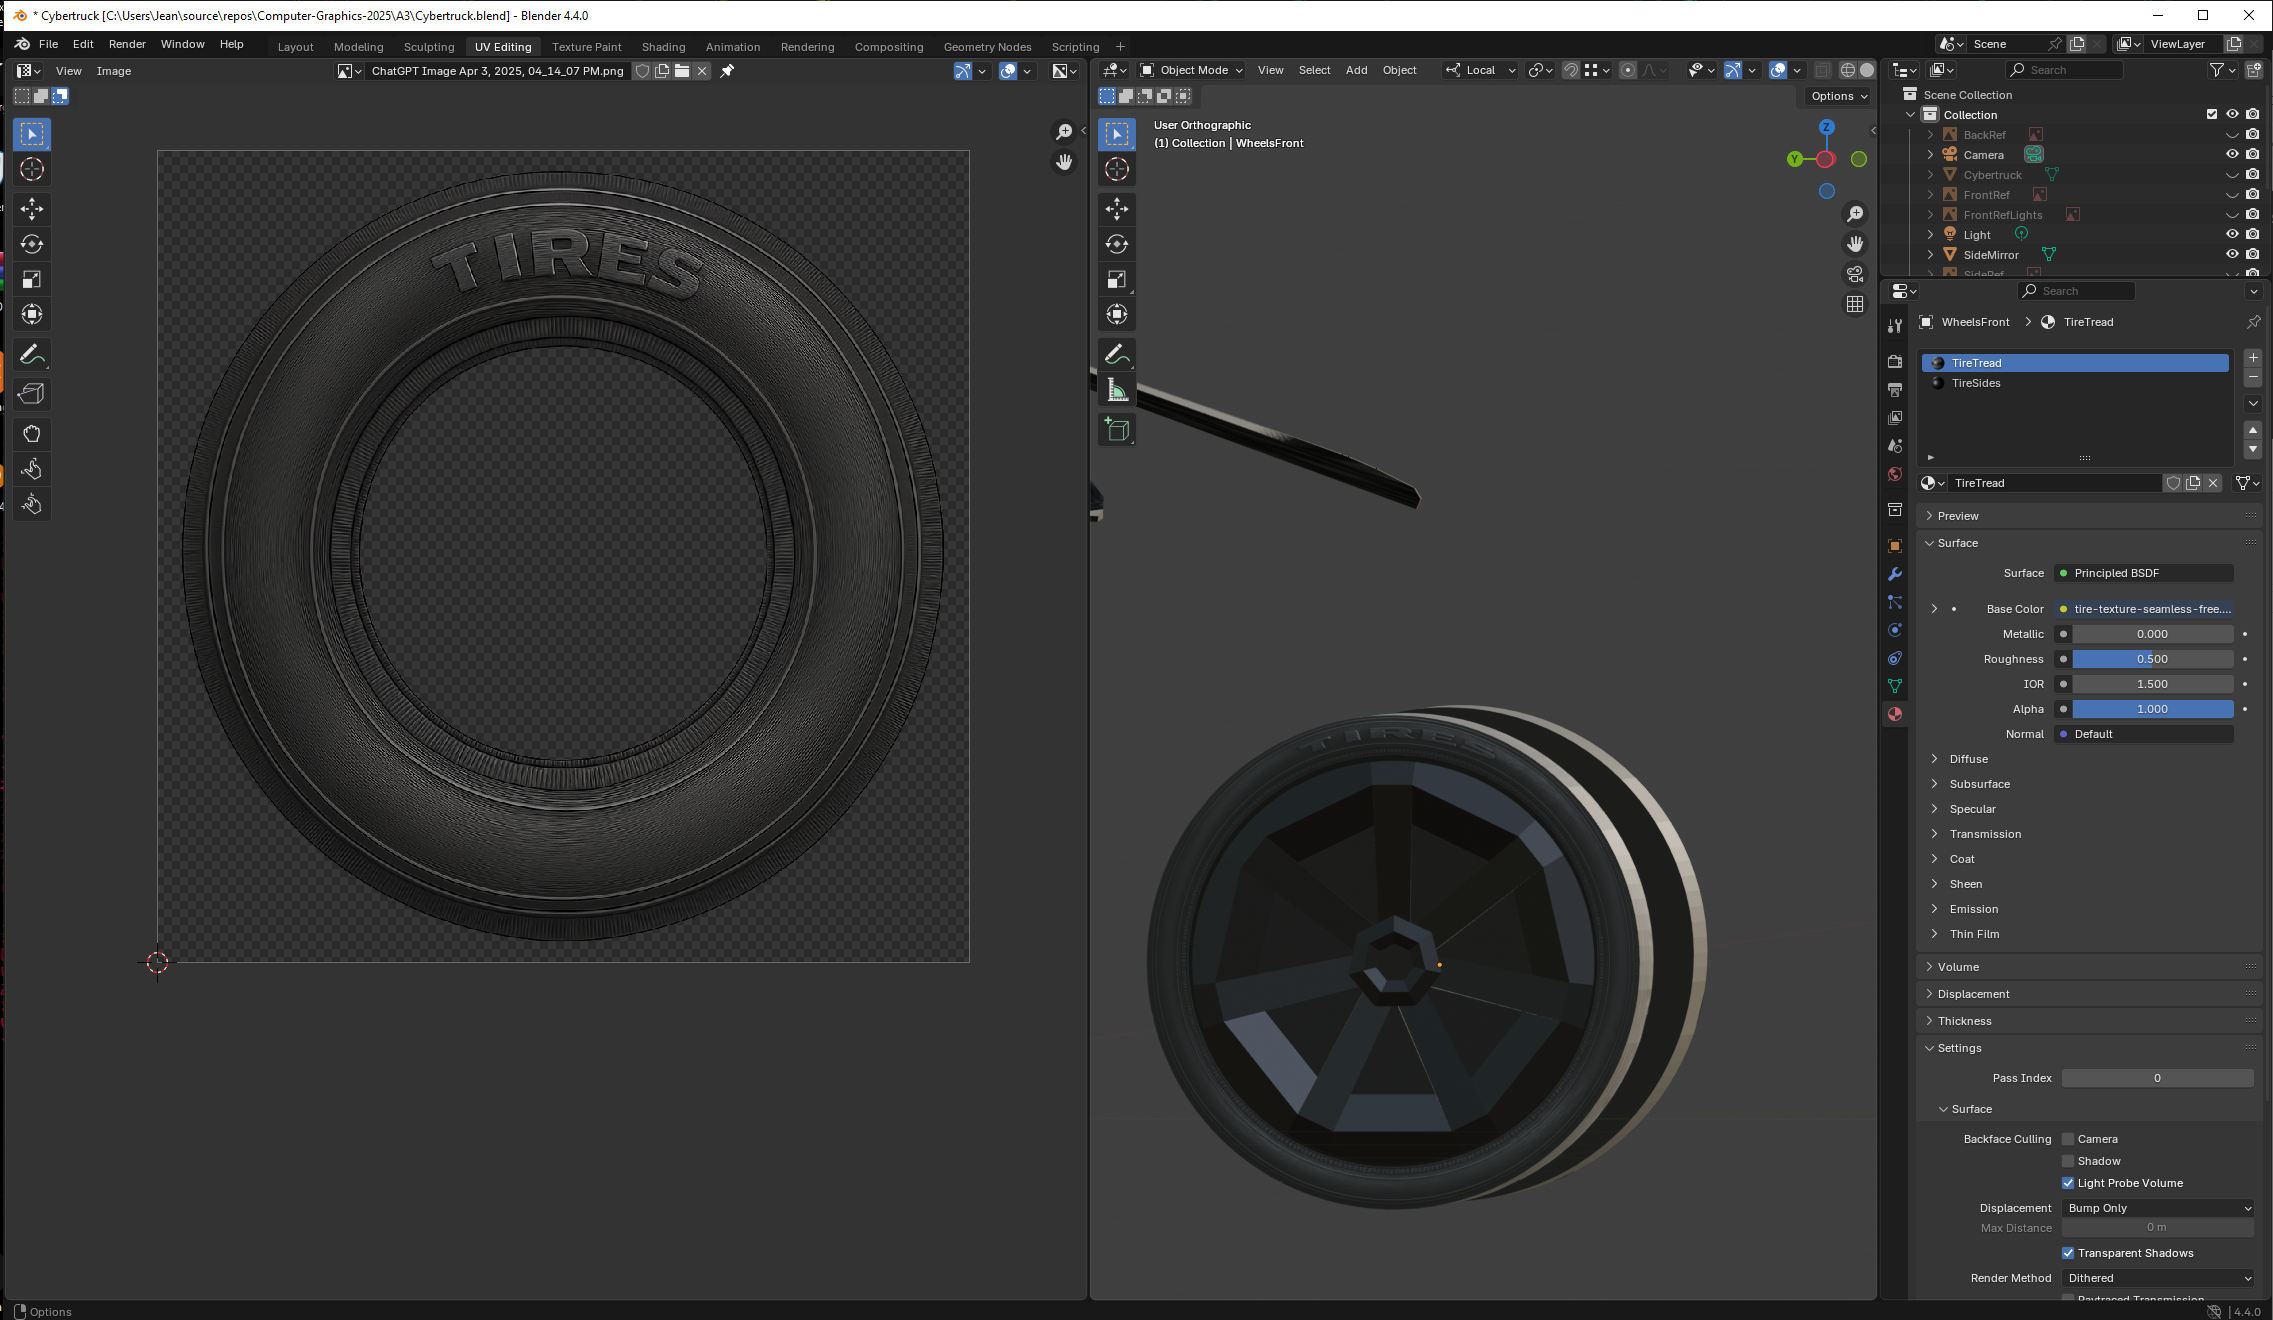 * Cybertruck [C:\Users\Jean\source\repos\Computer-Graphics-2025\A3\Cybertruck.blend] - Blender 4.4.0
File Edit Render Window Help Layout Modeling Sculpting UV Editing Texture Paint Shading Animation Rendering Compositing Geometry Nodes Scripting + Scene ViewLayer
View Image ChatGPT Image Apr 3, 2025, 04_14_07 PM.png
Object Mode View Select Add Object Local
Options
User Orthographic
(1) Collection | WheelsFront
Z
Y
TIRES
TIRES
Search
Scene Collection
Collection
BackRef
Camera
Cybertruck
FrontRef
FrontRefLights
Light
SideMirror
SideRef
Search
WheelsFront > TireTread
TireTread
TireSides
TireTread
Preview
Surface
Surface Principled BSDF
Base Color tire-texture-seamless-free....
Metallic 0.000
Roughness 0.500
IOR 1.500
Alpha 1.000
Normal Default
Diffuse
Subsurface
Specular
Transmission
Coat
Sheen
Emission
Thin Film
Volume
Displacement
Thickness
Settings
Pass Index 0
Surface
Backface Culling Camera
Shadow
Light Probe Volume
Displacement Bump Only
Max Distance 0 m
Transparent Shadows
Render Method Dithered
Raytraced Transmission
Options
4.4.0